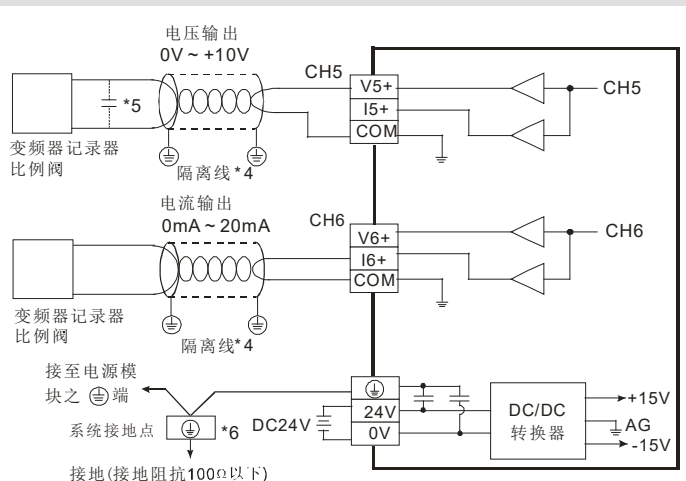 电压输出
0V ~ +10V
CH5
V5+
I5+
COM
CH5
*5
变频器记录器
比例阀
隔离线*4
电流输出
0mA ~ 20mA
CH6
V6+
I6+
COM
CH6
变频器记录器
比例阀
隔离线*4
接至电源模
块之 端
系统接地点
*6
DC24V
24V
0V
DC/DC
转换器
+15V
AG
-15V
接地(接地阻抗100Ω以下)